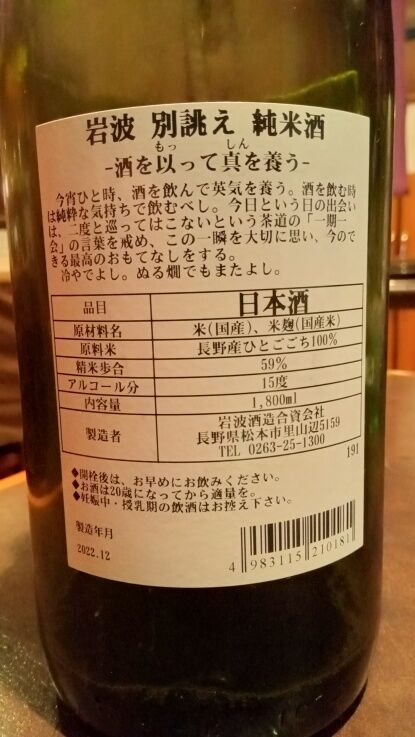 岩波 別誂え 純米酒
もっ しん
-酒を以って真を養う-
今宵ひと時、酒を飲んで英気を養う。酒を飲む時
は純粋な気持ちで飲むべし。今日という日の出会い
は、二度と巡ってはこないという茶道の「一期一
会」の言葉を戒め、この一瞬を大切に思い、今ので
きる最高のおもてなしをする。
冷やでよし。ぬる燗でもまたよし。
品目 日本酒
原材料名 米(国産)、米麹(国産米)
原料米 長野産ひとごごち100%
精米歩合 59%
アルコール分 15度
内容量 1,800ml
製造者 岩波酒造合資会社
長野県松本市里山辺5159
TEL 0263-25-1300
191
◆開栓後は、お早めにお飲みください。
◆お酒は20歳になってから適量を。
◆妊娠中・授乳期の飲酒はお控え下さい。
製造年月
2022.12
4 983115 210181